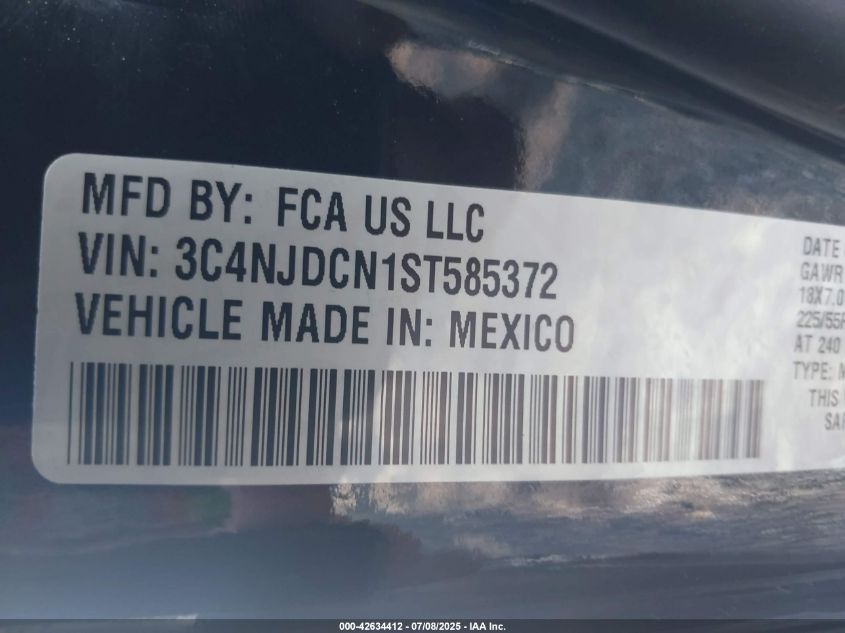 MFD BY: FCA US LLC
VIN: 3C4NJDCN1ST585372
VEHICLE MADE IN: MEXICO
DATE
GAWR
18X7.0
225/55R
AT 240
TYPE:
THIS
000-42634412 - 07/08/2025 - IAA Inc.